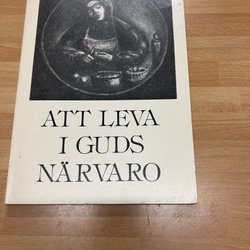 ATT LEVA
I GUDS
NÄRVARO